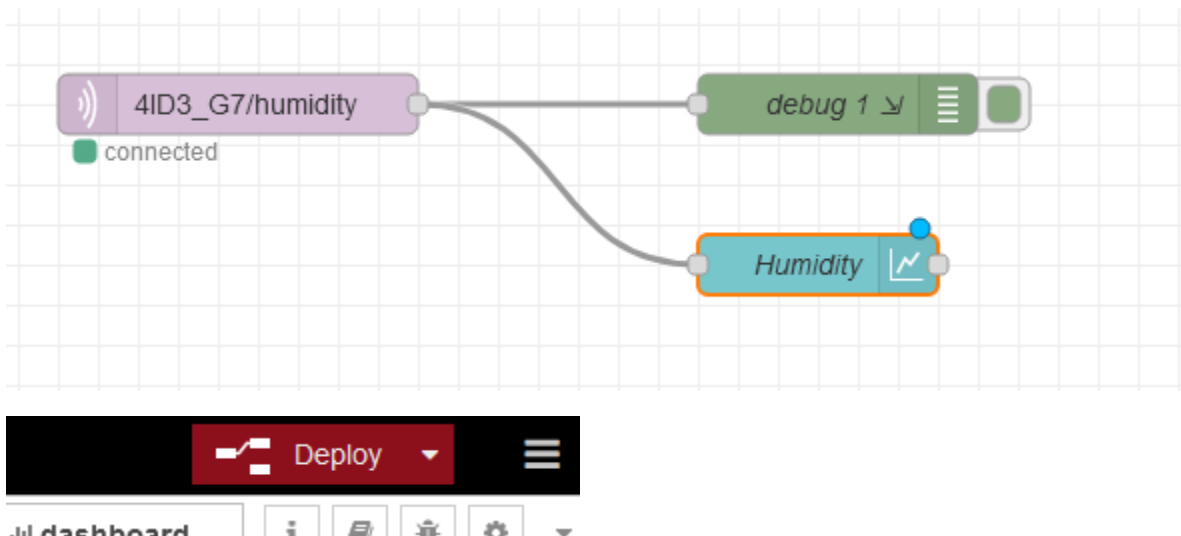 4ID3_G7/humidity
debug 1
connected
Humidity
Deploy
dashboard
i